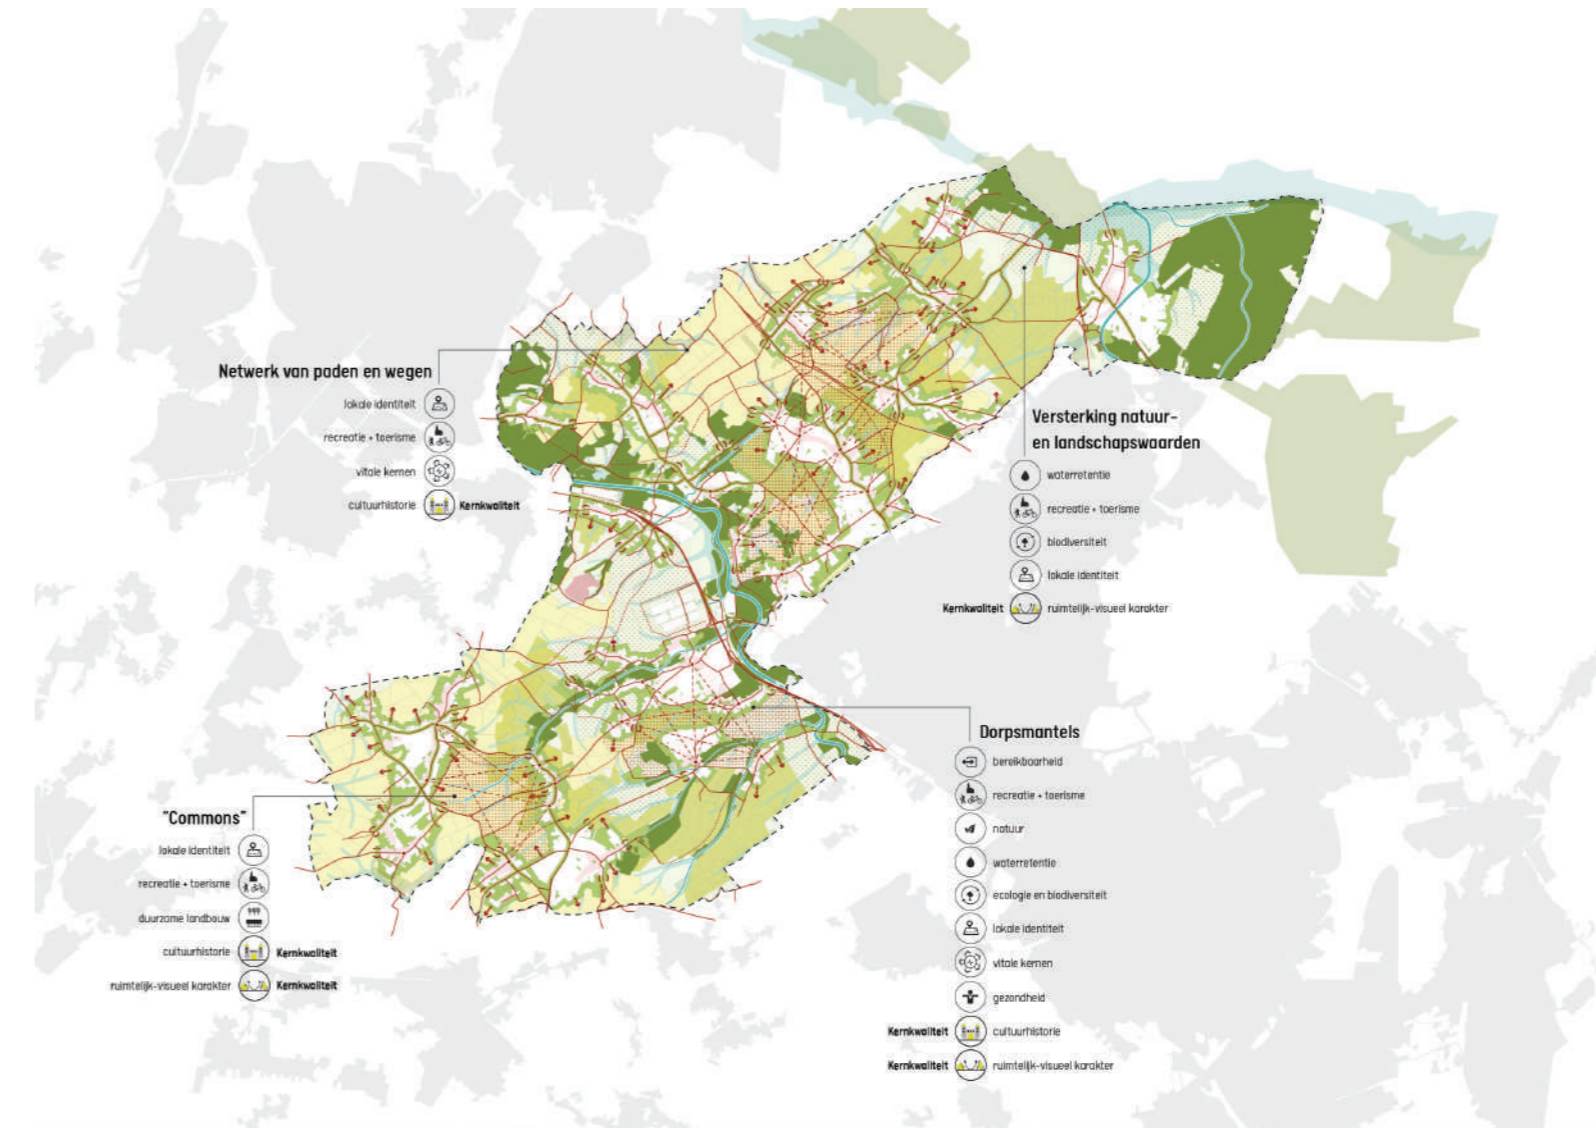 Netwerk van paden en wegen
lokale identiteit
recreatie + toerisme
vitale kernen
cultuurhistorie Kernkwaliteit
Versterking natuur-
en landschapswaarden
waterretentie
recreatie + toerisme
biodiversiteit
lokale identiteit
Kernkwaliteit ruimtelijk-visueel karakter
Dorpsmantels
bereikbaarheid
recreatie + toerisme
natuur
waterretentie
ecologie en biodiversiteit
lokale identiteit
vitale kernen
gezondheid
Kernkwaliteit cultuurhistorie
Kernkwaliteit ruimtelijk-visueel karakter
"Commons"
lokale identiteit
recreatie + toerisme
duurzame landbouw
cultuurhistorie Kernkwaliteit
ruimtelijk-visueel karakter Kernkwaliteit